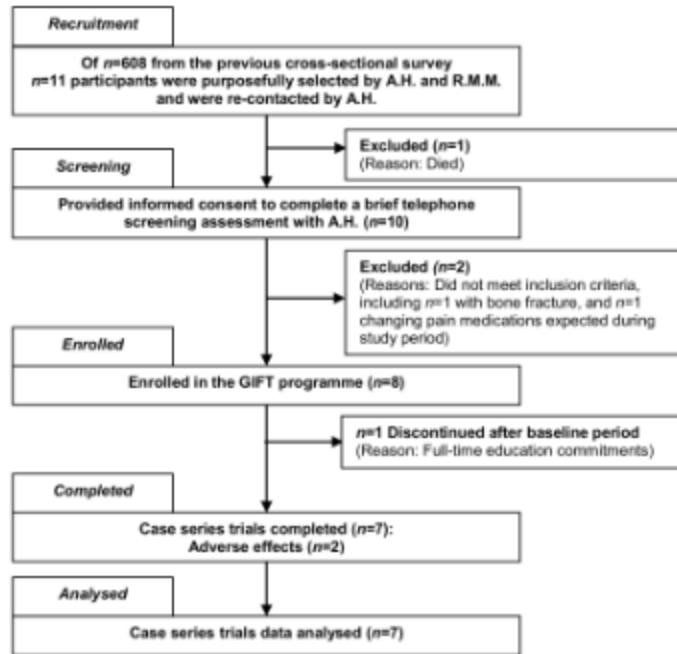 Recruitment
Of n=608 from the previous cross-sectional survey
n=11 participants were purposefully selected by A.H. and R.M.M.
and were re-contacted by A.H.
Excluded (n=1)
(Reason: Died)
Screening
Provided informed consent to complete a brief telephone
screening assessment with A.H. (n=10)
Excluded (n=2)
(Reasons: Did not meet inclusion criteria,
including n=1 with bone fracture, and n=1
changing pain medications expected during
study period)
Enrolled
Enrolled in the GIFT programme (n=8)
n=1 Discontinued after baseline period
(Reason: Full-time education commitments)
Completed
Case series trials completed (n=7):
Adverse effects (n=2)
Analysed
Case series trials data analysed (n=7)